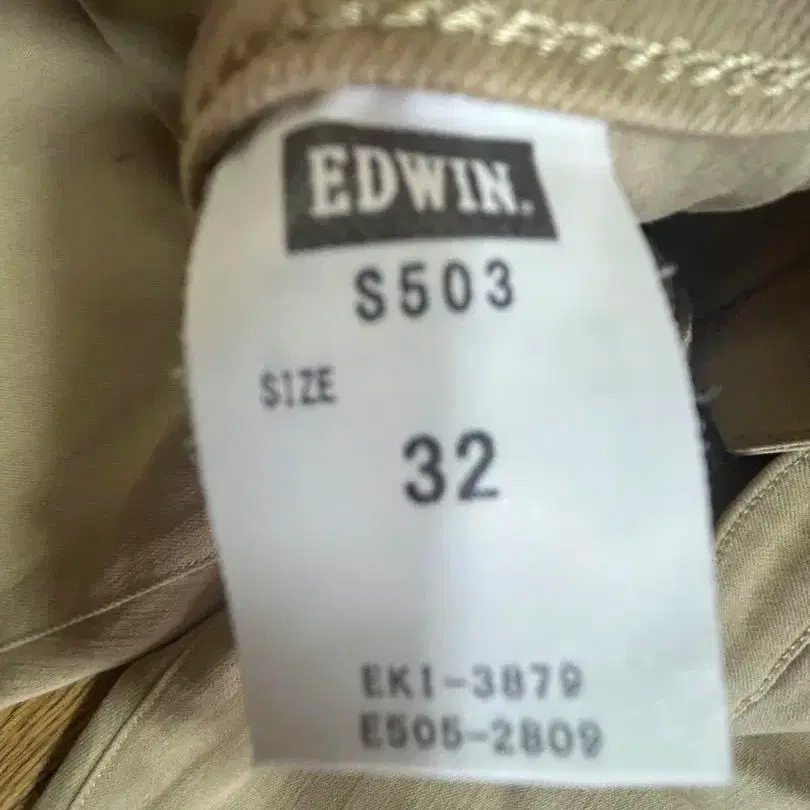 EDWIN.
S503
SIZE
32
EK1-3879
E505-2809